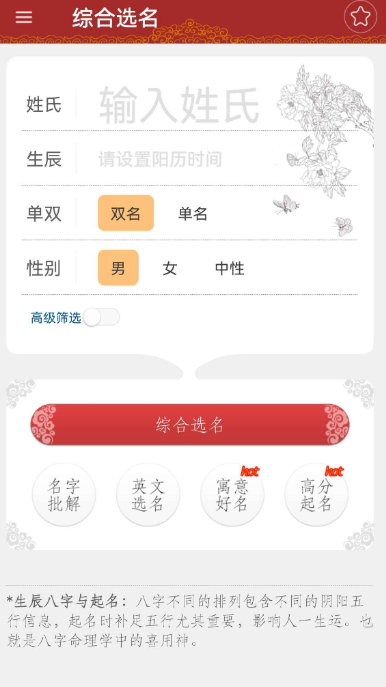 综合选名
姓氏 输入姓氏
生辰 请设置阳历时间
单双 双名 单名
性别 男 女 中性
高级筛选
综合选名
hot hot
名字 英文 寓意 高分
批解 选名 好名 起名
*生辰八字与起名：八字不同的排列包含不同的阴阳五
行信息，起名时补足五行尤其重要，影响人一生运。也
就是八字命理学中的喜用神。